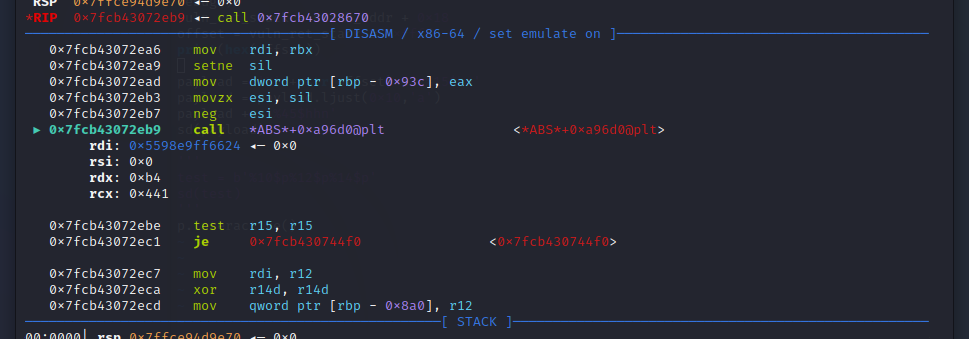 RSP  0×7ffce94d9e70 ◂— 0×0
*RIP  0×7fcb43072eb9 ◂— call 0×7fcb43028670
[ DISASM / x86-64 / set emulate on ]
0×7fcb43072ea6    mov    rdi, rbx
0×7fcb43072ea9    setne  sil
0×7fcb43072ead    mov    dword ptr [rbp - 0×93c], eax
0×7fcb43072eb3    movzx  esi, sil
0×7fcb43072eb7    neg    esi
► 0×7fcb43072eb9    call   *ABS*+0×a96d0@plt                <*ABS*+0×a96d0@plt>
rdi: 0×5598e9ff6624 ◂— 0×0
rsi: 0×0
rdx: 0×b4
rcx: 0×441
0×7fcb43072ebe    test   r15, r15
0×7fcb43072ec1    je     0×7fcb430744f0                <0×7fcb430744f0>
0×7fcb43072ec7    mov    rdi, r12
0×7fcb43072eca    xor    r14d, r14d
0×7fcb43072ecd    mov    qword ptr [rbp - 0×8a0], r12
[ STACK ]
00:0000│ rsp 0×7ffce94d9e70 ◂— 0×0